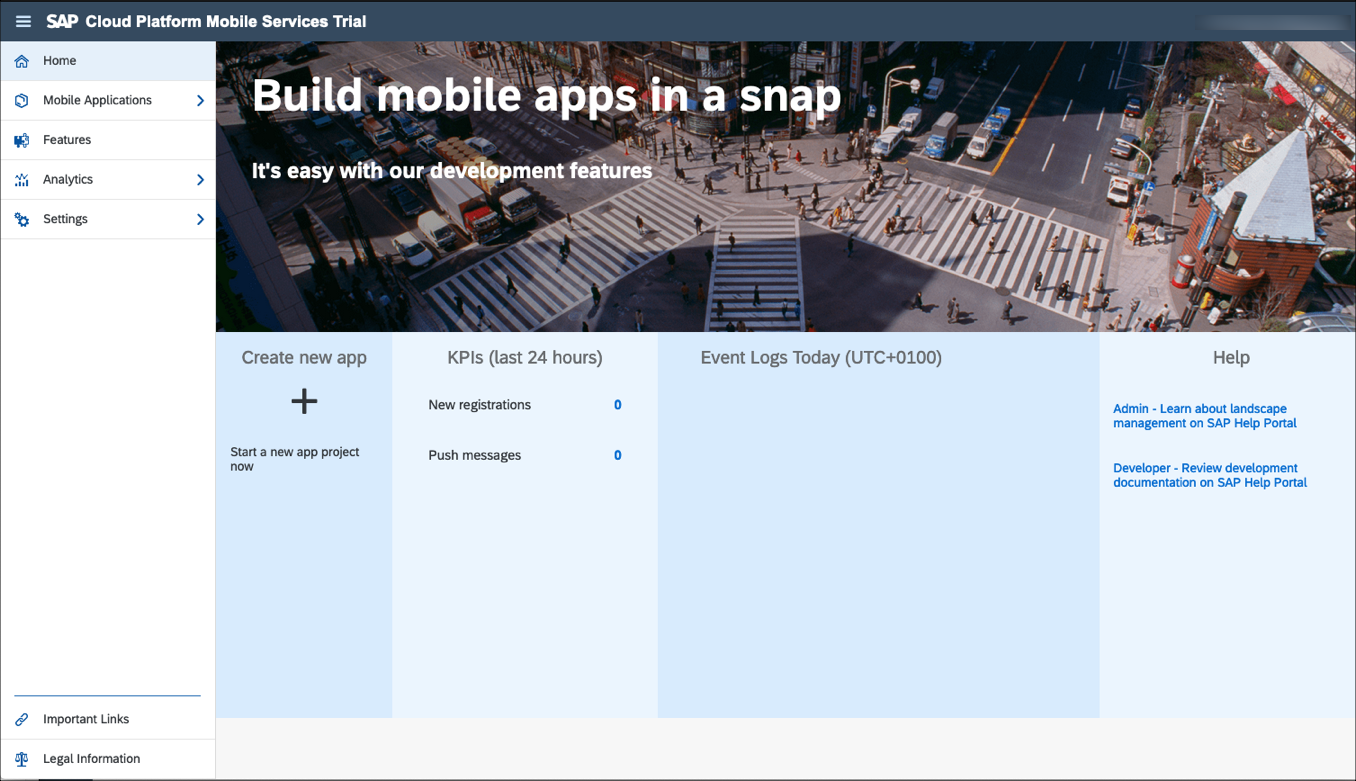 SAP Cloud Platform Mobile Services Trial
Home
Mobile Applications
Features
Analytics
Settings
Important Links
Legal Information
Build mobile apps in a snap
It's easy with our development features
Create new app
Start a new app project
now
KPIs (last 24 hours)
New registrations 0
Push messages 0
Event Logs Today (UTC+0100)
Help
Admin - Learn about landscape
management on SAP Help Portal
Developer - Review development
documentation on SAP Help Portal